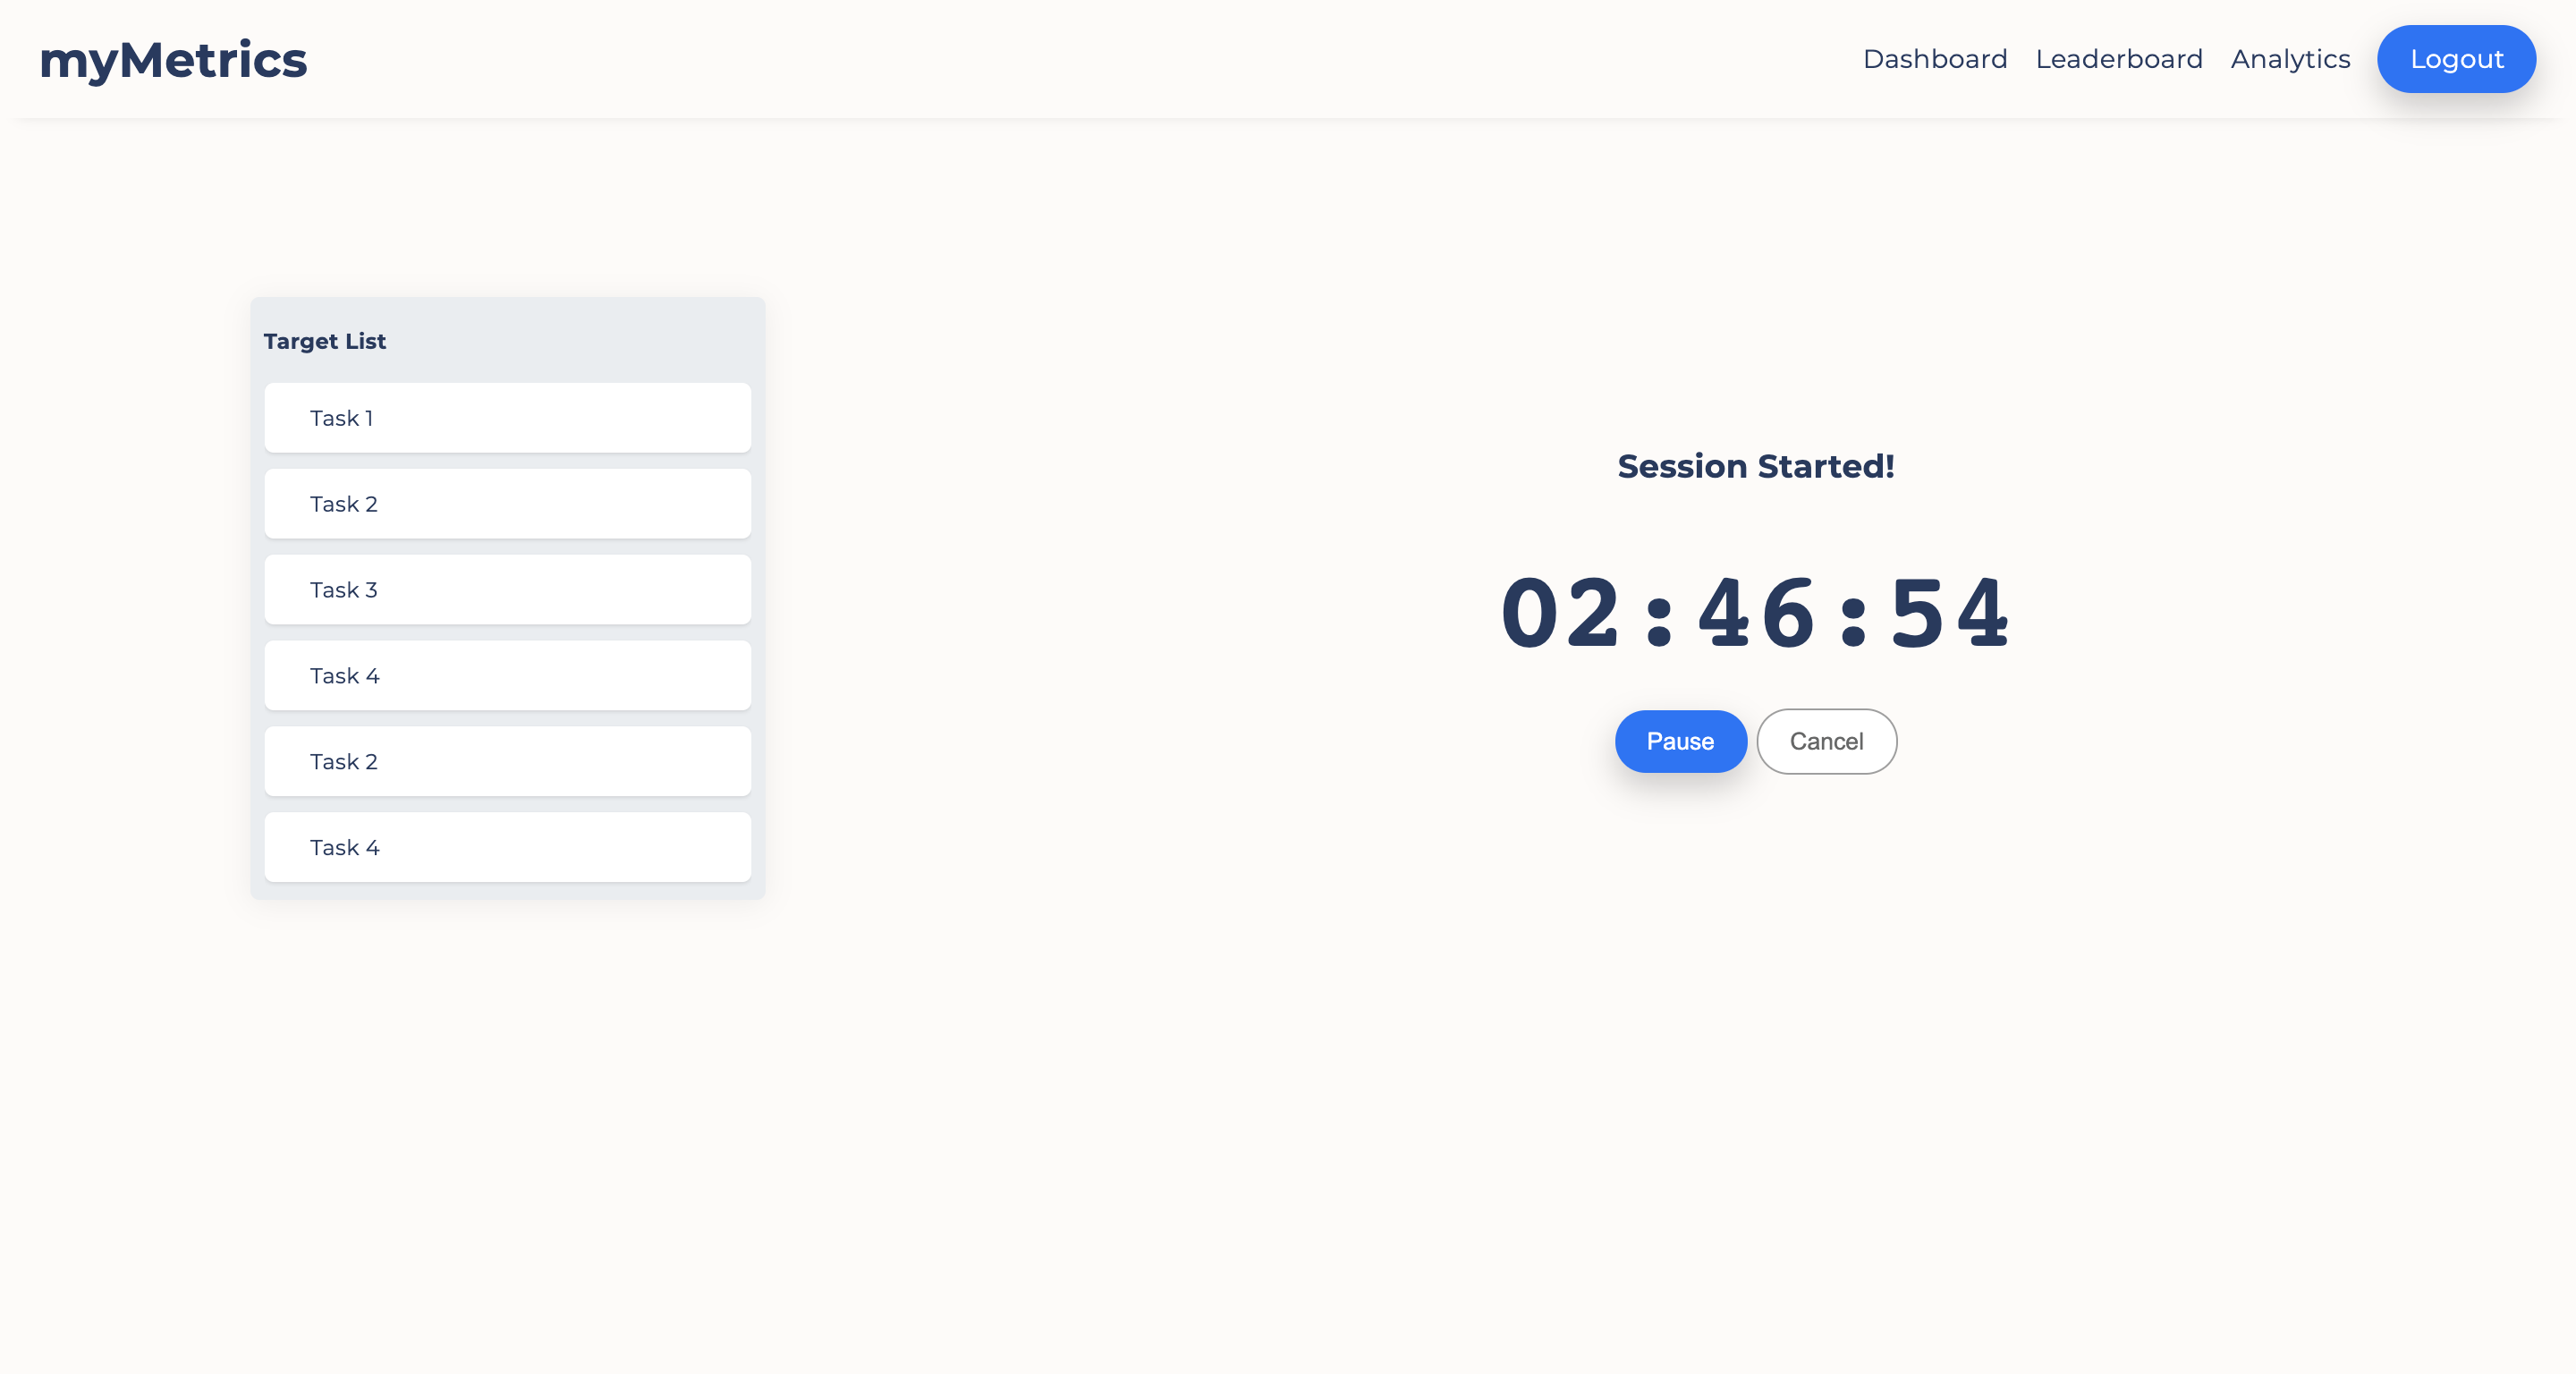 myMetrics
Dashboard Leaderboard Analytics Logout
Target List
Task 1
Task 2
Task 3
Task 4
Task 2
Task 4
Session Started!
02:46:54
Pause Cancel